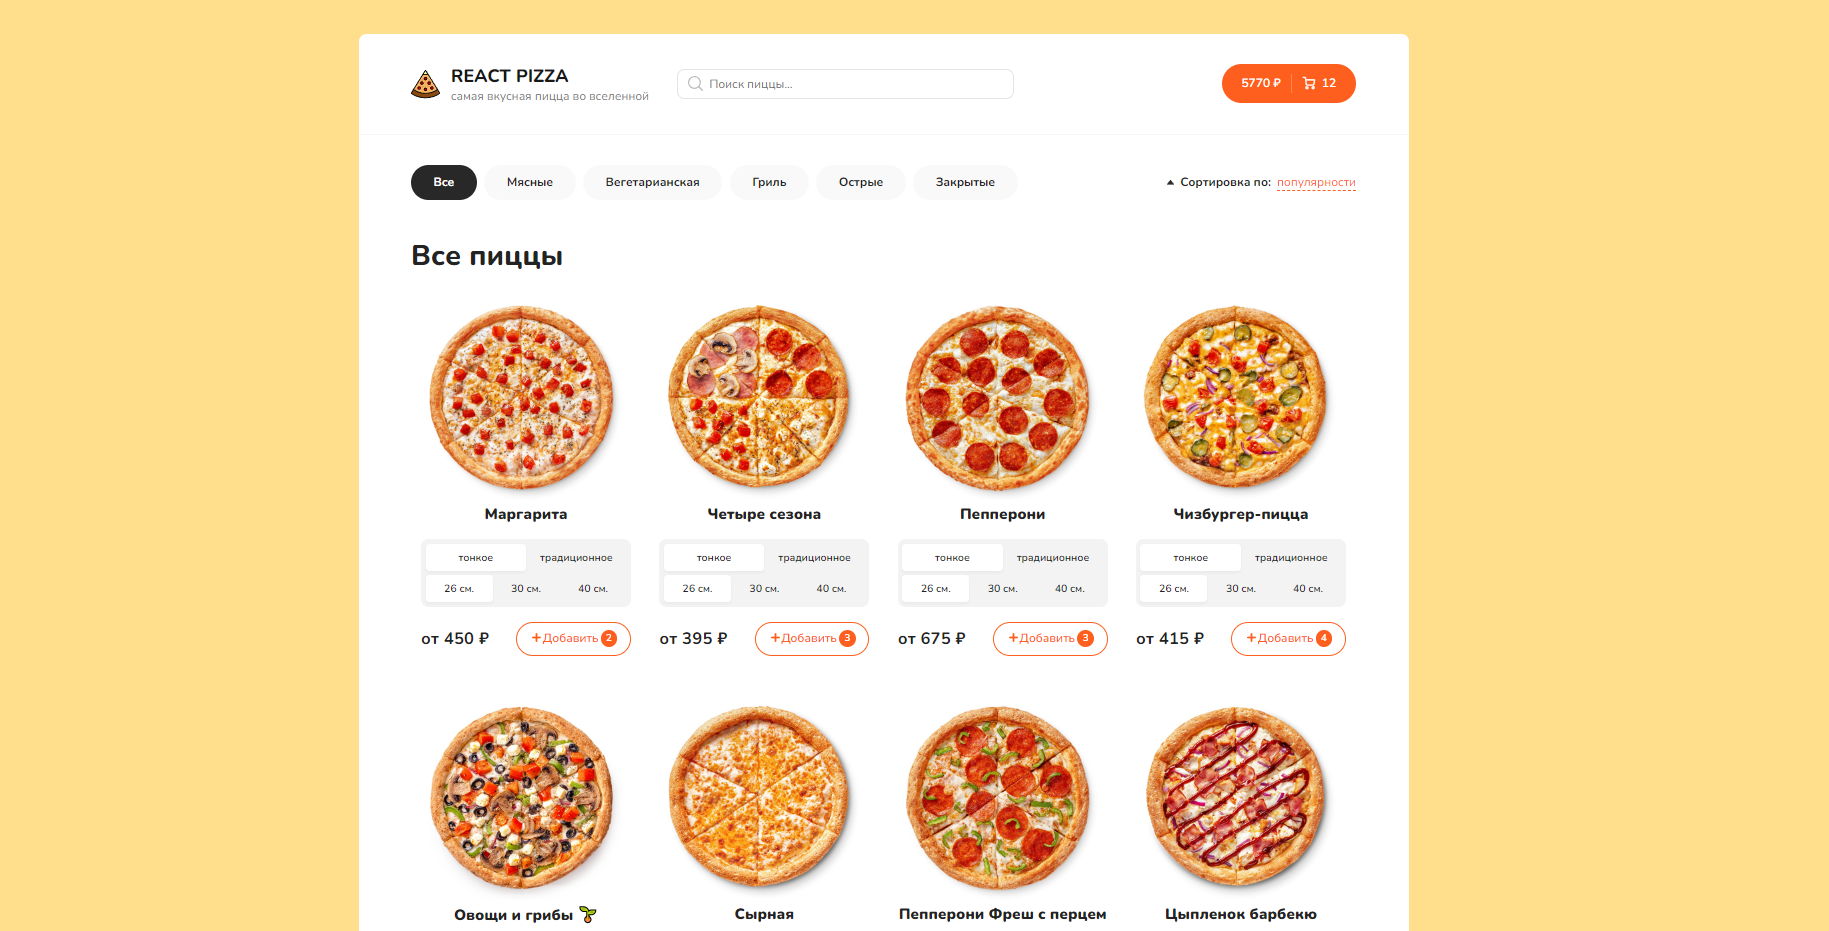 REACT PIZZA
самая вкусная пицца во вселенной
Поиск пиццы...
5770 ₽ 12
Все Мясные Вегетарианская Гриль Острые Закрытые
Сортировка по: популярности
Все пиццы
Маргарита Четыре сезона Пепперони Чизбургер-пицца
тонкое традиционное тонкое традиционное тонкое традиционное тонкое традиционное
26 см. 30 см. 40 см. 26 см. 30 см. 40 см. 26 см. 30 см. 40 см. 26 см. 30 см. 40 см.
от 450 ₽ +Добавить 2 от 395 ₽ +Добавить 3 от 675 ₽ +Добавить 3 от 415 ₽ +Добавить 4
Овощи и грибы 🌱 Сырная Пепперони Фреш с перцем Цыпленок барбекю